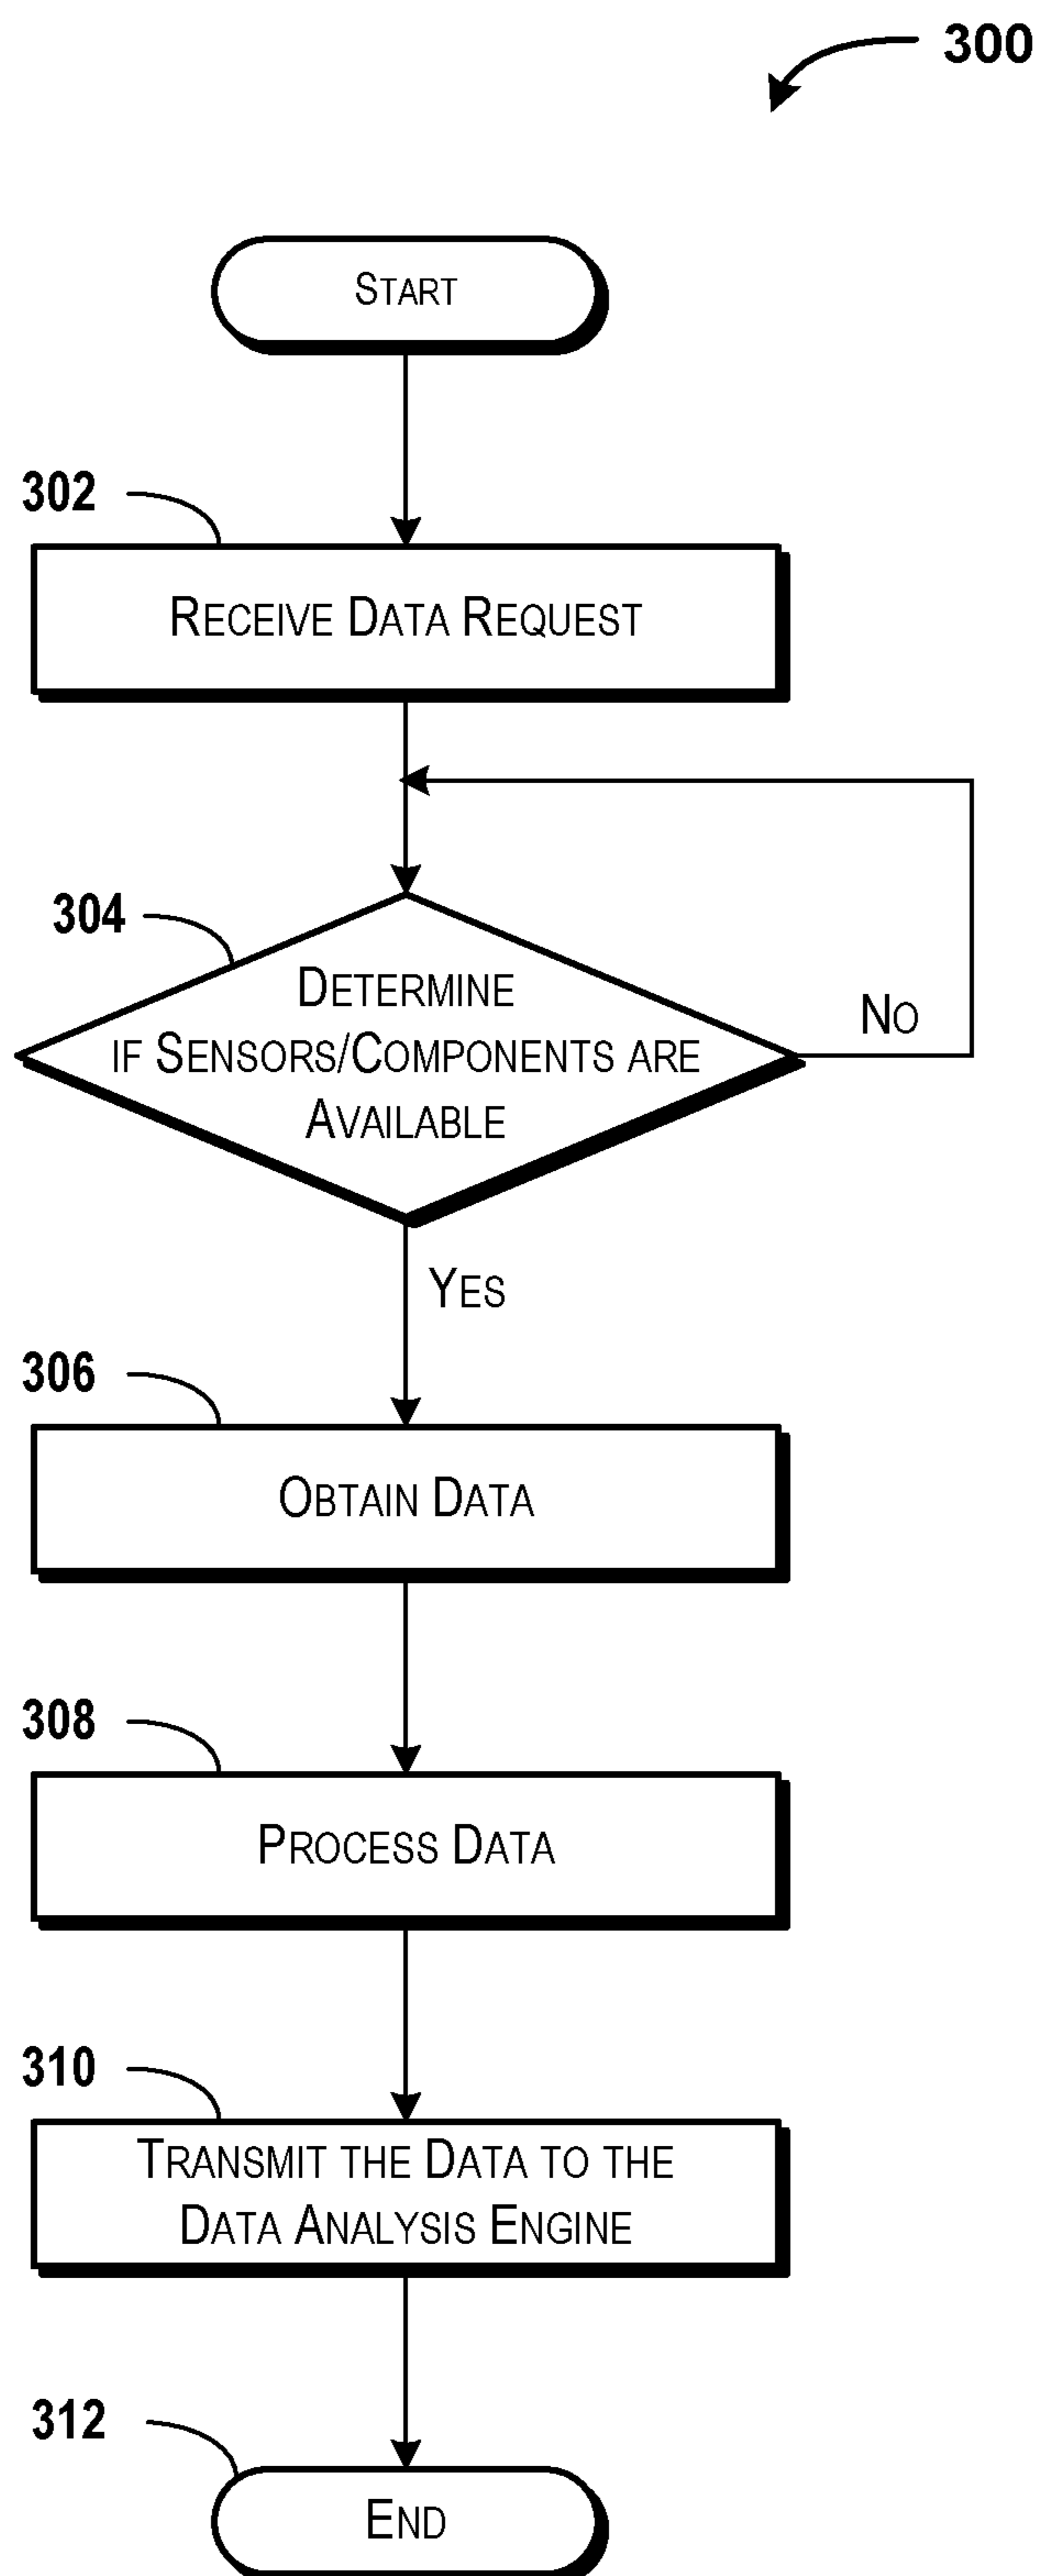 300
START
302
RECEIVE DATA REQUEST
304
DETERMINE
IF SENSORS/COMPONENTS ARE
AVAILABLE
NO
YES
306
OBTAIN DATA
308
PROCESS DATA
310
TRANSMIT THE DATA TO THE
DATA ANALYSIS ENGINE
312
END